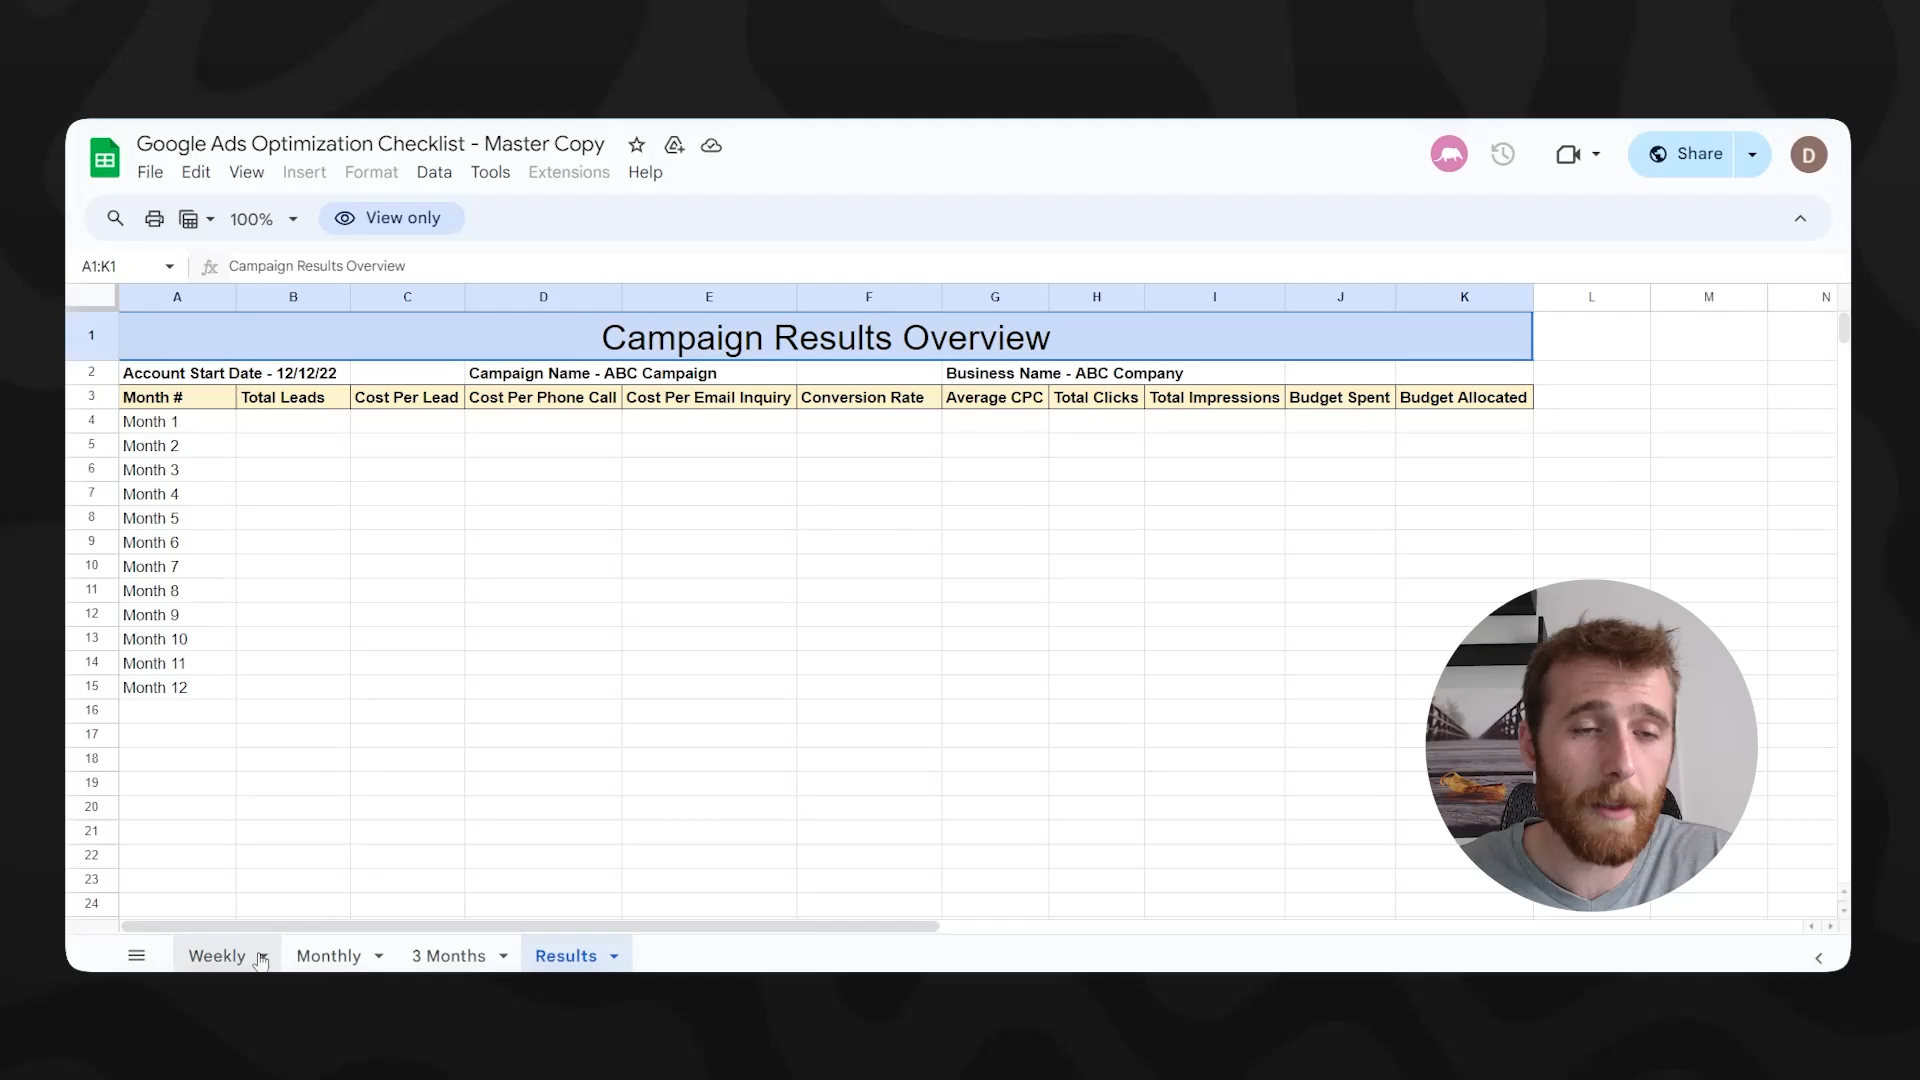 Google Ads Optimization Checklist - Master Copy
Share
D
File Edit View Insert Format Data Tools Extensions Help
100% View only
A1:K1 fx Campaign Results Overview
A B C D E F G H I J K L M N
1 Campaign Results Overview
2 Account Start Date - 12/12/22 Campaign Name - ABC Campaign Business Name - ABC Company
3 Month # Total Leads Cost Per Lead Cost Per Phone Call Cost Per Email Inquiry Conversion Rate Average CPC Total Clicks Total Impressions Budget Spent Budget Allocated
4 Month 1
5 Month 2
6 Month 3
7 Month 4
8 Month 5
9 Month 6
10 Month 7
11 Month 8
12 Month 9
13 Month 10
14 Month 11
15 Month 12
16
17
18
19
20
21
22
23
24
Weekly Monthly 3 Months Results